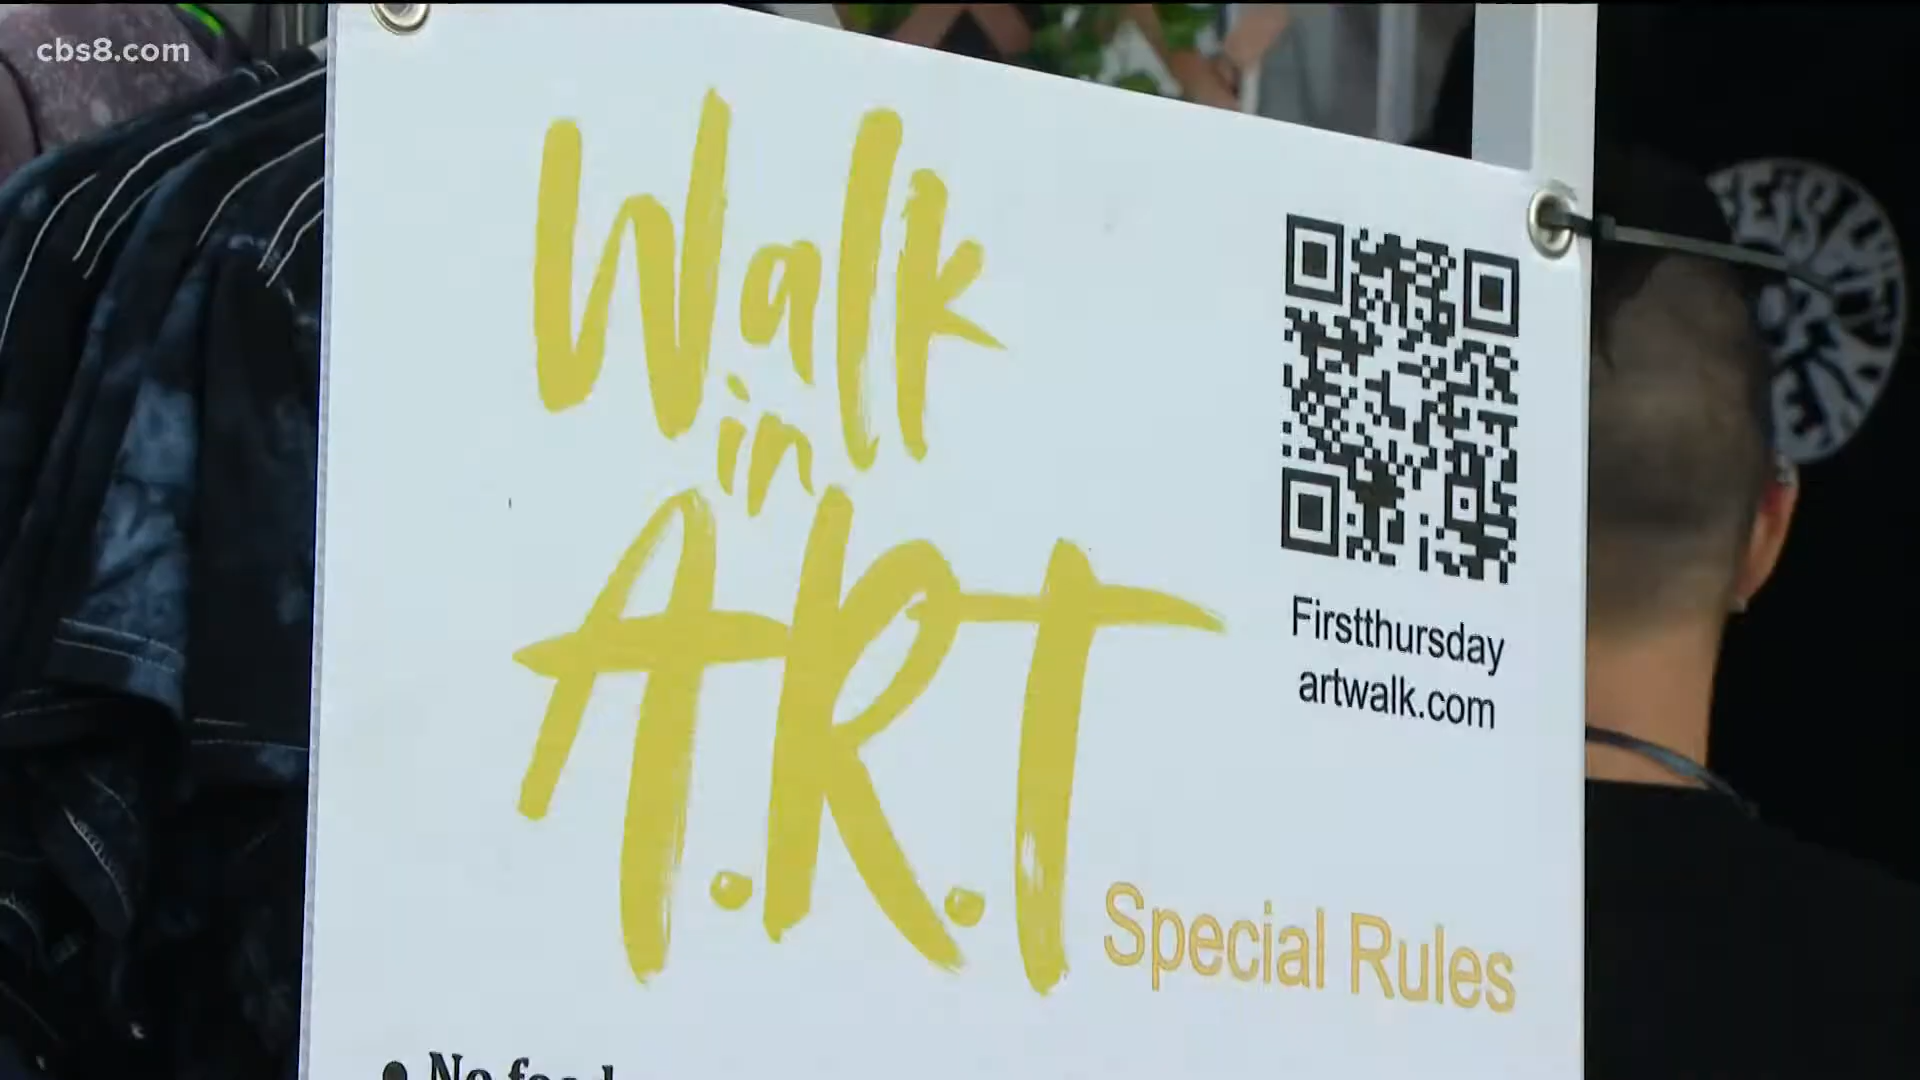 cbs8.com
Walk
in
A.R.T
Firstthursday
artwalk.com
Special Rules
• No food